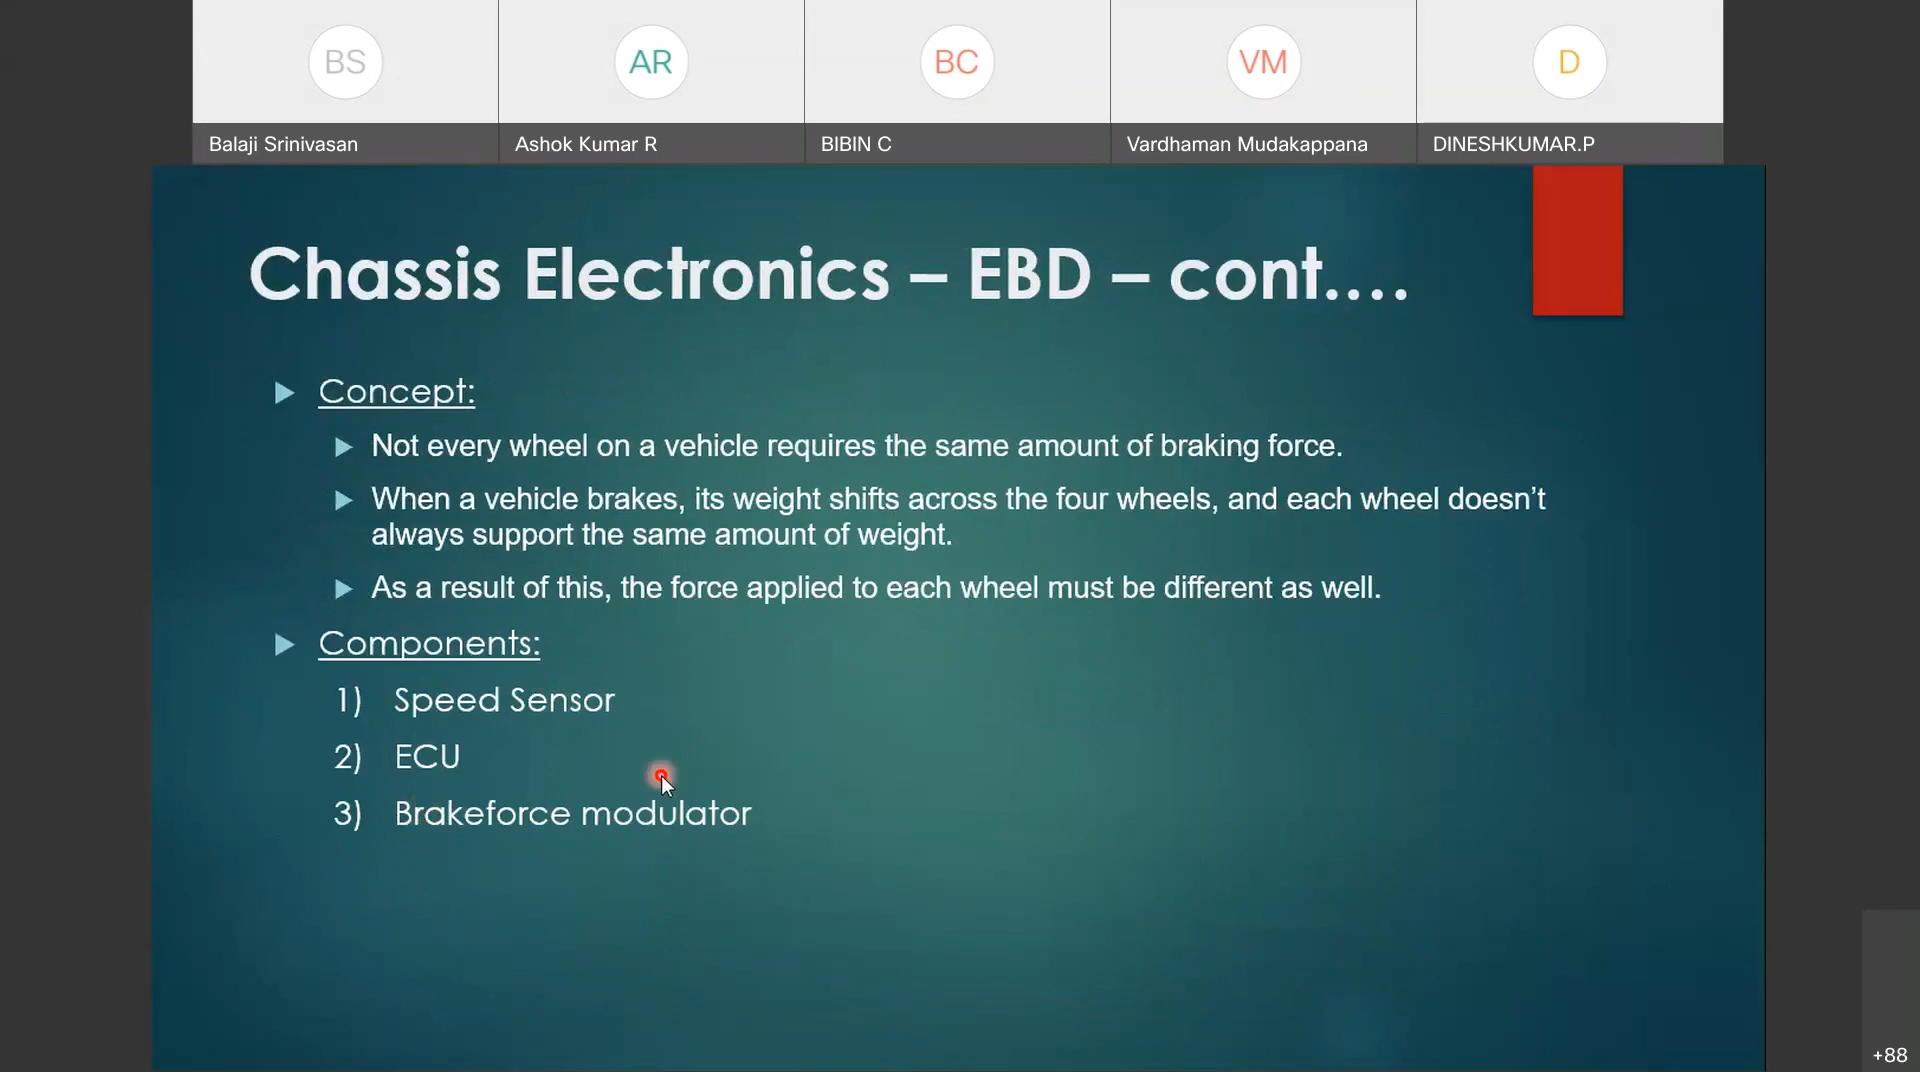 BS
AR
BC
VM
D
Balaji Srinivasan
Ashok Kumar R
BIBIN C
Vardhaman Mudakappana
DINESHKUMAR.P
Chassis Electronics – EBD – cont....
Concept:
Not every wheel on a vehicle requires the same amount of braking force.
When a vehicle brakes, its weight shifts across the four wheels, and each wheel doesn’t
always support the same amount of weight.
As a result of this, the force applied to each wheel must be different as well.
Components:
1) Speed Sensor
2) ECU
3) Brakeforce modulator
+88